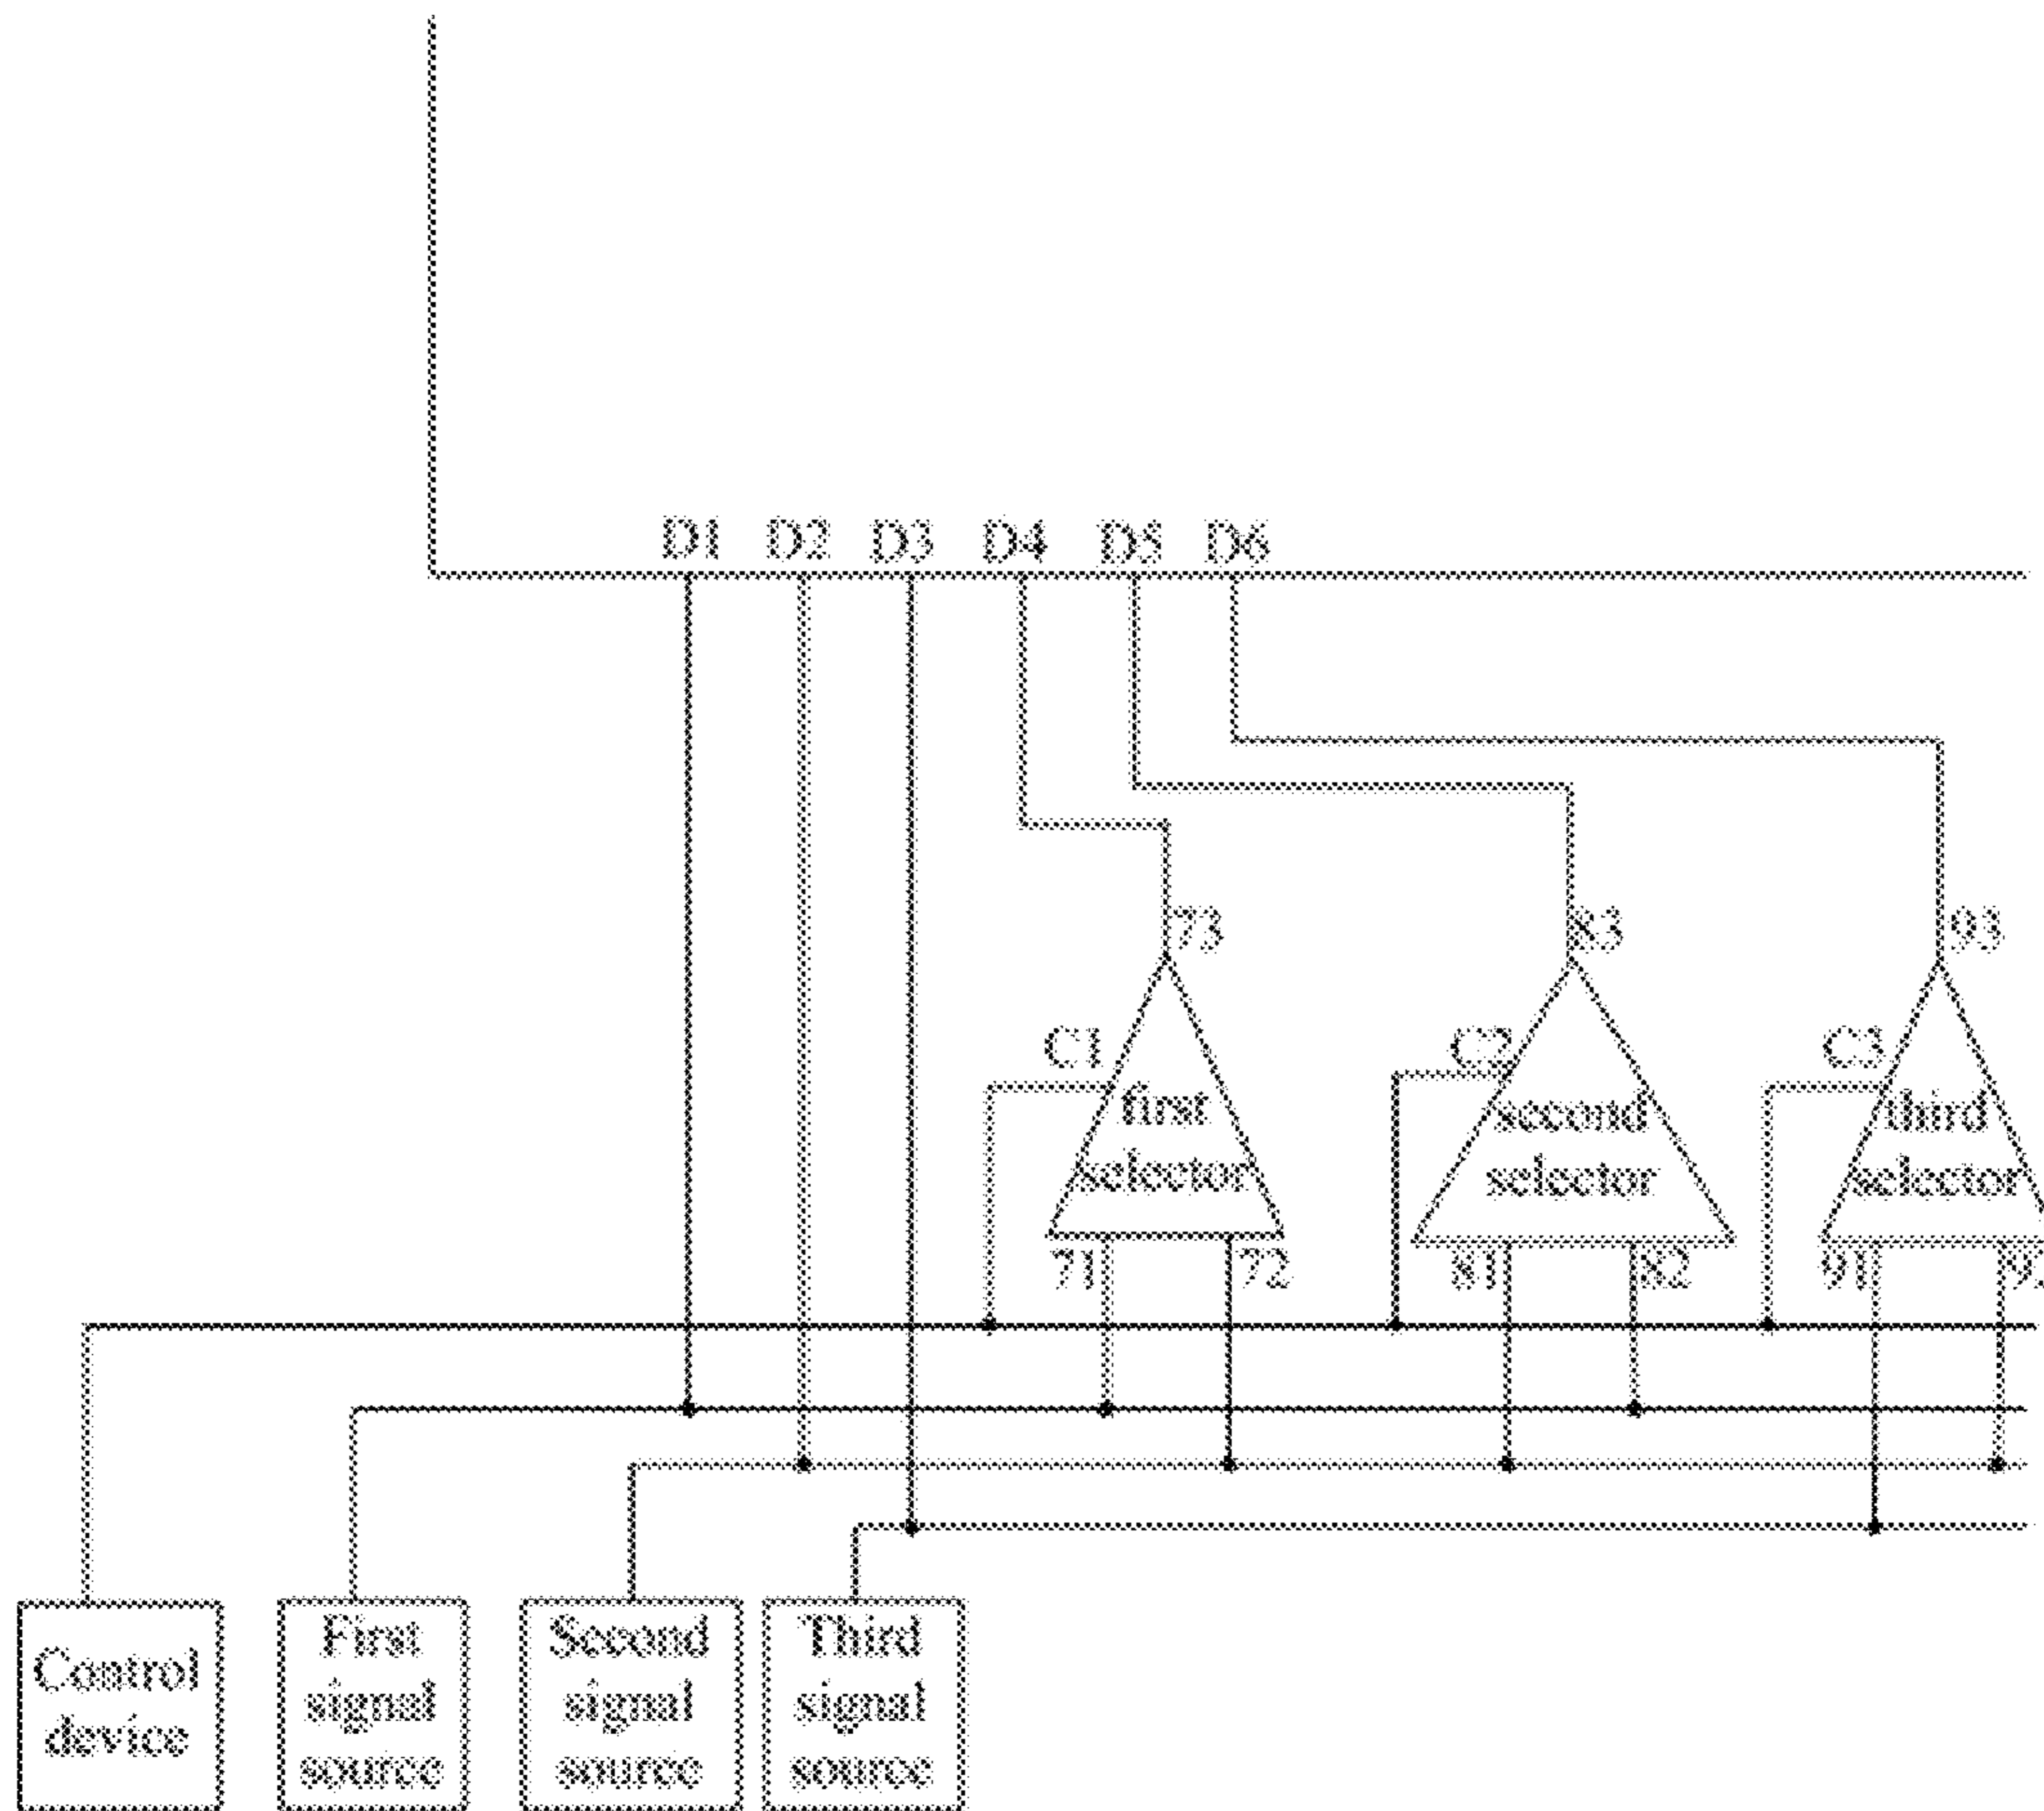 D1 D2 D3 D4 D5 D6
73 83 93
C1 C2 C3
first
selector
second
selector
third
selector
71 72 81 82 91
Control
device
First
signal
source
Second
signal
source
Third
signal
source